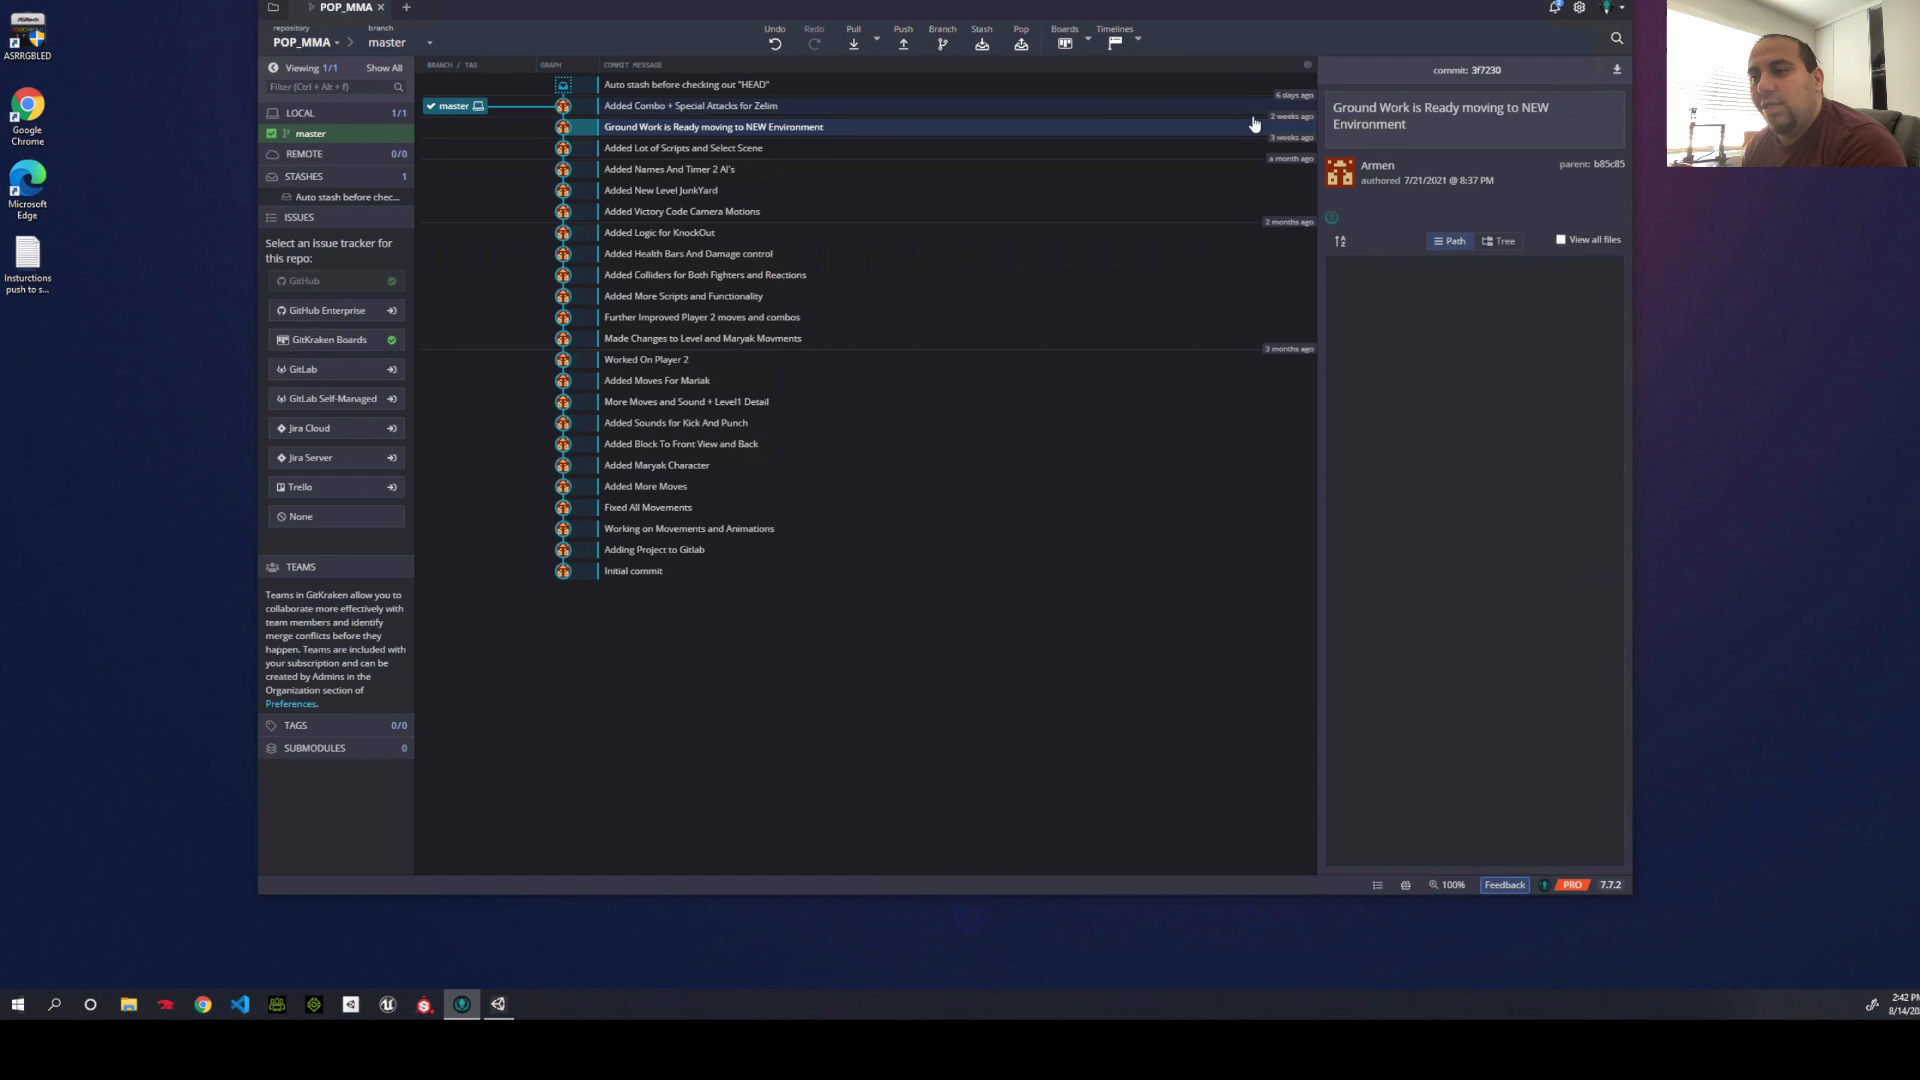 POP_MMA
repository
POP_MMA
branch
master
Undo
Redo
Pull
Push
Branch
Stash
Pop
Boards
Timelines
Viewing 1/1
Show All
Filter (Ctrl + Alt + f)
LOCAL 1/1
master
REMOTE 0/0
STASHES 1
Auto stash before chec...
ISSUES
Select an issue tracker for
this repo:
GitHub
GitHub Enterprise
GitKraken Boards
GitLab
GitLab Self-Managed
Jira Cloud
Jira Server
Trello
None
TEAMS
Teams in GitKraken allow you to
collaborate more effectively with
team members and identify
merge conflicts before they
happen. Teams are included with
your subscription and can be
created by Admins in the
Organization section of
Preferences.
TAGS 0/0
SUBMODULES 0
BRANCH / TAG
GRAPH
COMMIT MESSAGE
Auto stash before checking out "HEAD"
6 days ago
master
Added Combo + Special Attacks for Zelim
2 weeks ago
Ground Work is Ready moving to NEW Environment
3 weeks ago
Added Lot of Scripts and Select Scene
a month ago
Added Names And Timer 2 AI's
Added New Level JunkYard
Added Victory Code Camera Motions
2 months ago
Added Logic for KnockOut
Added Health Bars And Damage control
Added Colliders for Both Fighters and Reactions
Added More Scripts and Functionality
Further Improved Player 2 moves and combos
Made Changes to Level and Maryak Movments
3 months ago
Worked On Player 2
Added Moves For Mariak
More Moves and Sound + Level1 Detail
Added Sounds for Kick And Punch
Added Block To Front View and Back
Added Maryak Character
Added More Moves
Fixed All Movements
Working on Movements and Animations
Adding Project to Gitlab
Initial commit
commit: 3f7230
Ground Work is Ready moving to NEW
Environment
Armen
authored 7/21/2021 @ 8:37 PM
parent: b85c85
Path
Tree
View all files
100%
Feedback
PRO
7.7.2
ASRRGBLED
Google
Chrome
Microsoft
Edge
Insturctions
push to s...
2:42 PM
8/14/20